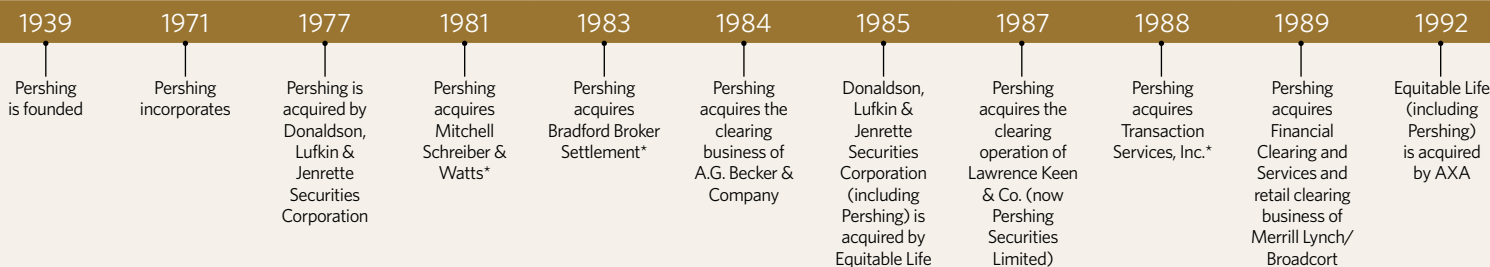 1939
Pershing
is founded
1971
Pershing
incorporates
1977
Pershing is
acquired by
Donaldson,
Lufkin &
Jenrette
Securities
Corporation
1981
Pershing
acquires
Mitchell
Schreiber &
Watts*
1983
Pershing
acquires
Bradford Broker
Settlement*
1984
Pershing
acquires the
clearing
business of
A.G. Becker &
Company
1985
Donaldson,
Lufkin &
Jenrette
Securities
Corporation
(including
Pershing) is
acquired by
Equitable Life
1987
Pershing
acquires the
clearing
operation of
Lawrence Keen
& Co. (now
Pershing
Securities
Limited)
1988
Pershing
acquires
Transaction
Services, Inc.*
1989
Pershing
acquires
Financial
Clearing and
Services and
retail clearing
business of
Merrill Lynch/
Broadcort
1992
Equitable Life
(including
Pershing)
is acquired
by AXA